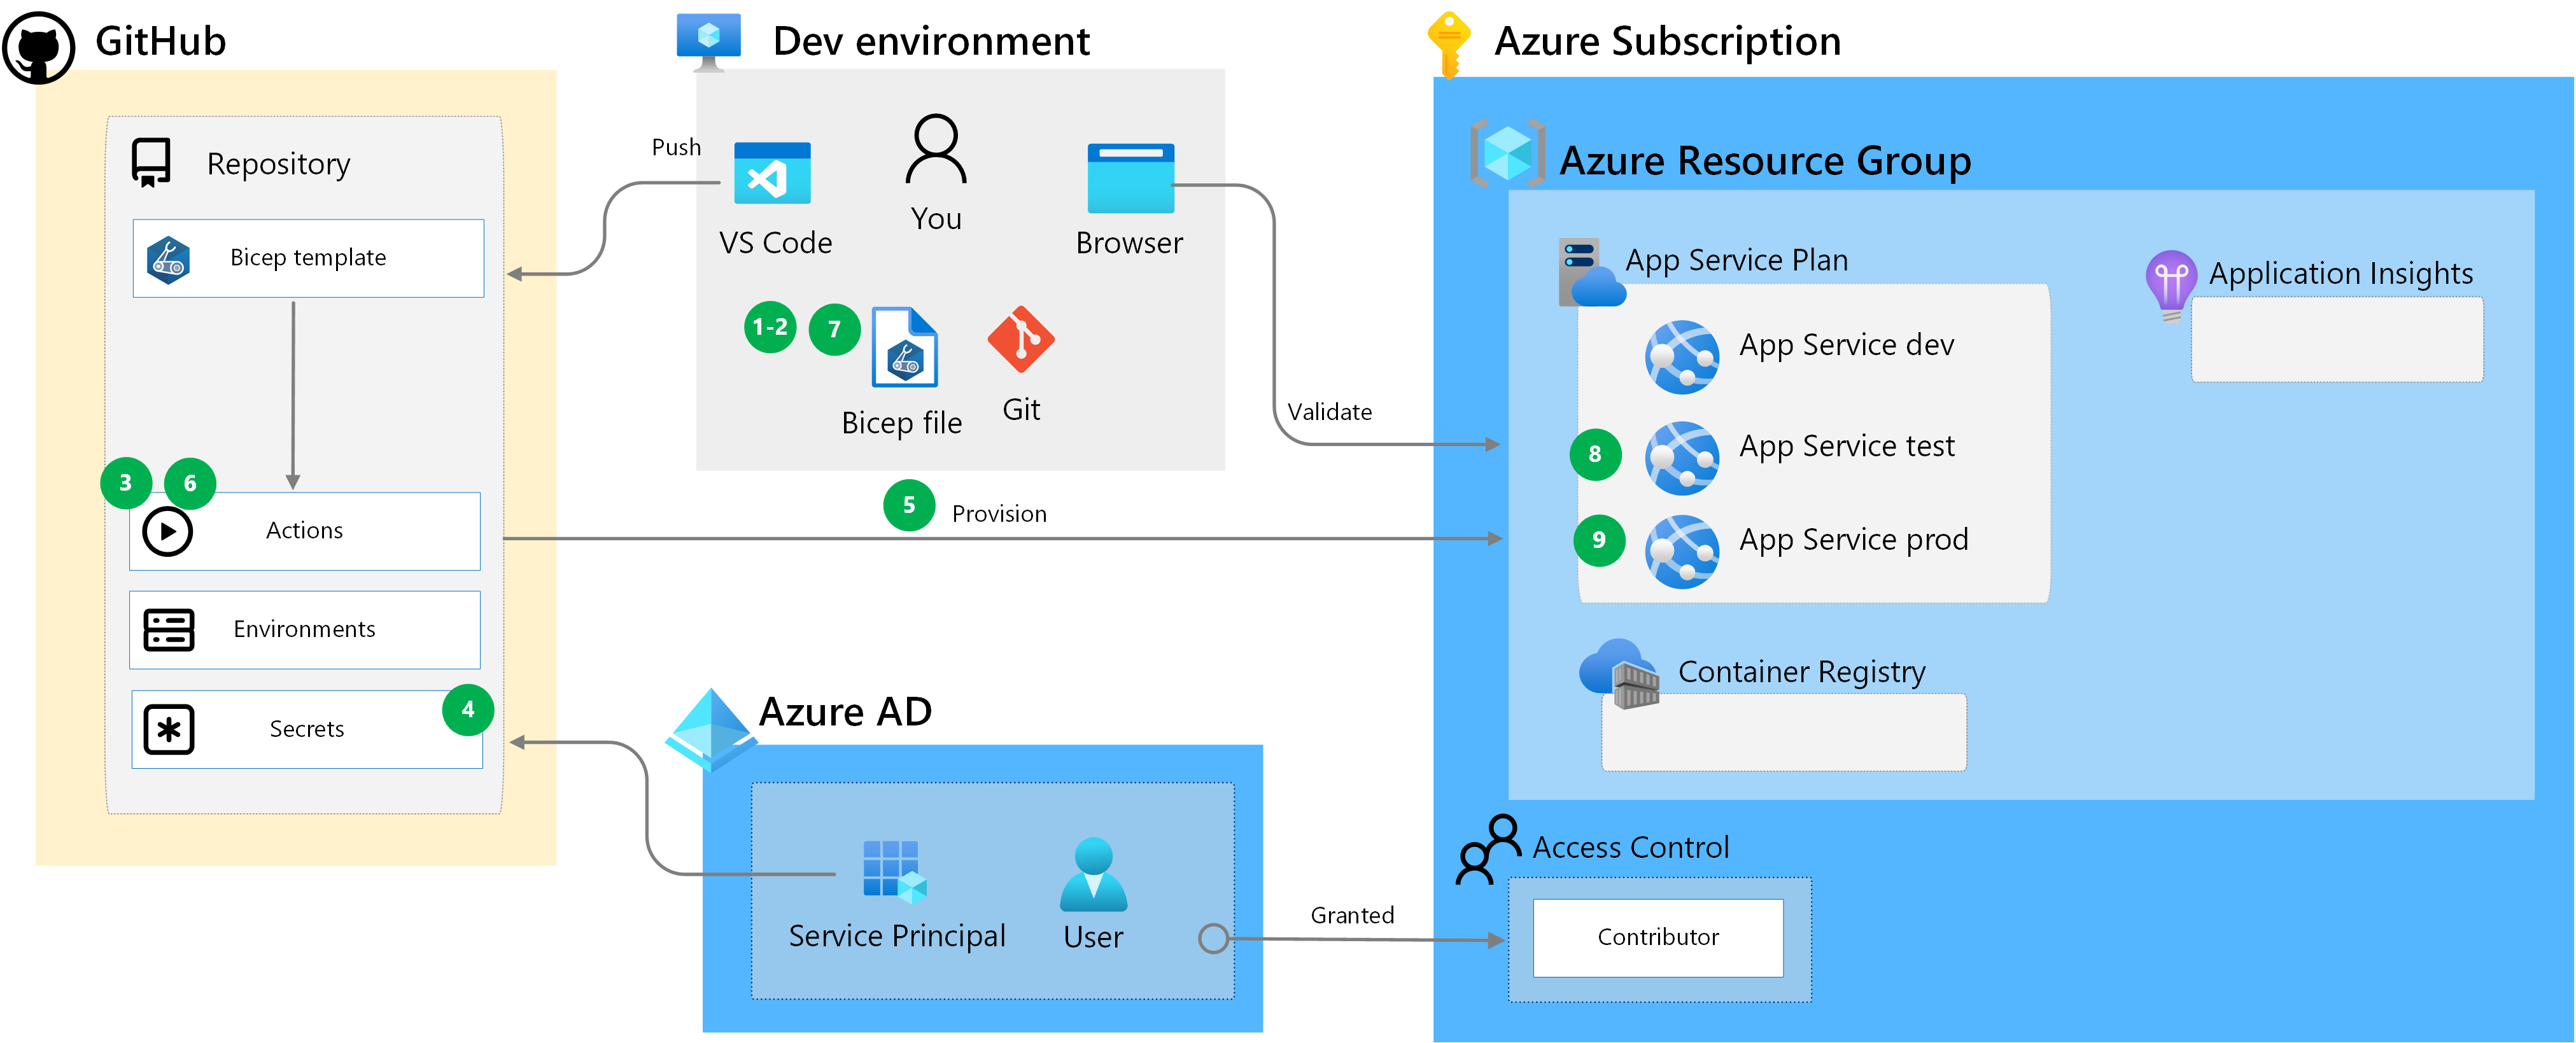 GitHub
Repository
Bicep template
3
6
Actions
Environments
Secrets
4
Dev environment
Push
VS Code
You
Browser
1-2
7
Bicep file
Git
Validate
5
Provision
Azure AD
Service Principal
User
Granted
Azure Subscription
Azure Resource Group
App Service Plan
App Service dev
8
App Service test
9
App Service prod
Application Insights
Container Registry
Access Control
Contributor